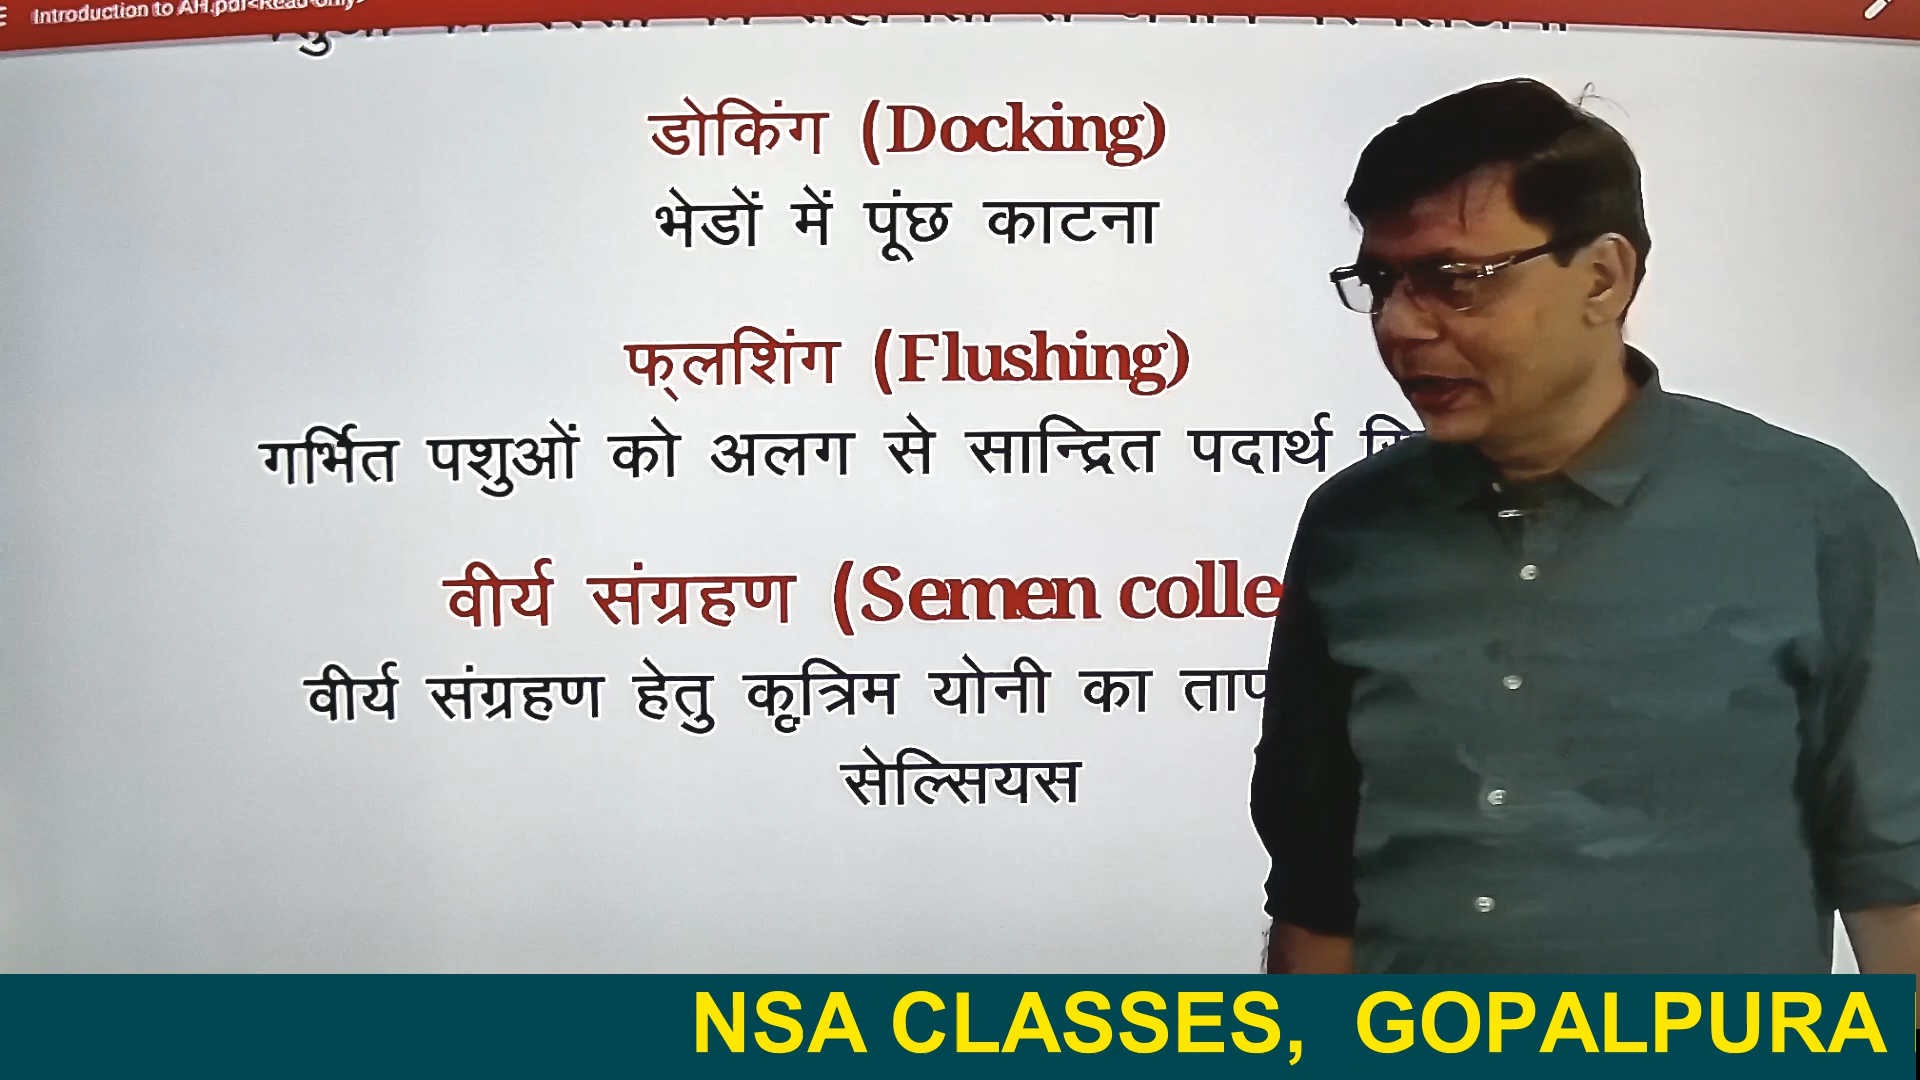 Introduction to AH.pdf<Read-only>
डोकिंग (Docking)
भेडों में पूंछ काटना
फ्लशिंग (Flushing)
गर्भित पशुओं को अलग से सान्द्रित पदार्थ
वीर्य संग्रहण (Semen colle
वीर्य संग्रहण हेतु कृत्रिम योनी का ताप
सेल्सियस
NSA CLASSES, GOPALPURA